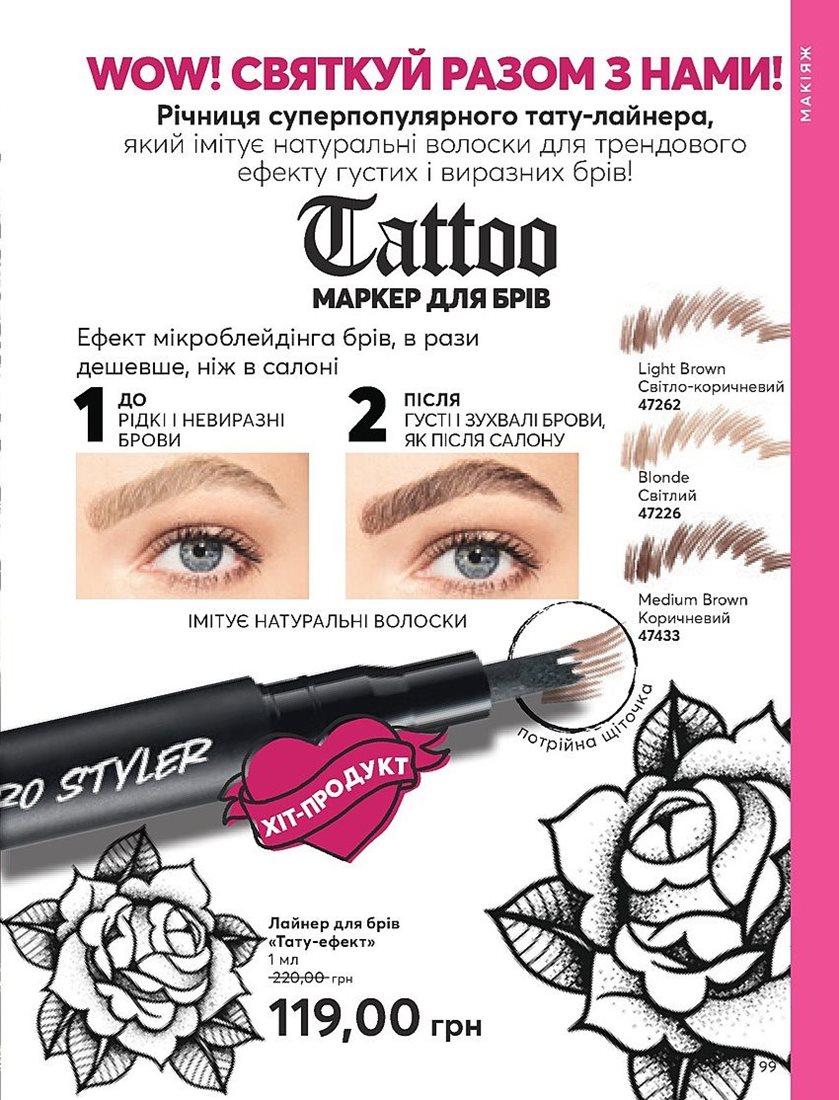 WOW! СВЯТКУЙ РАЗОМ З НАМИ!
Річниця суперпопулярного тату-лайнера,
який імітує натуральні волоски для трендового
ефекту густих і виразних брів!
Tattoo
МАРКЕР ДЛЯ БРІВ
Ефект мікроблейдінга брів, в рази
дешевше, ніж в салоні
1 ДО
РІДКІ І НЕВИРАЗНІ
БРОВИ
2 ПІСЛЯ
ГУСТІ І ЗУХВАЛІ БРОВИ,
ЯК ПІСЛЯ САЛОНУ
ІМІТУЄ НАТУРАЛЬНІ ВОЛОСКИ
Light Brown
Світло-коричневий
47262
Blonde
Світлий
47226
Medium Brown
Коричневий
47433
потрійна щіточка
RO STYLER
ХІТ-ПРОДУКТ
Лайнер для брів
«Тату-ефект»
1 мл
220,00 грн
119,00 грн
МАКІЯЖ
99